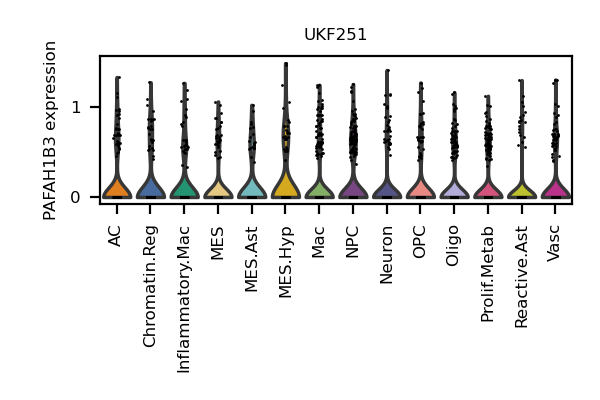 UKF251
PAFAH1B3 expression
1
0
AC
Chromatin.Reg
Inflammatory.Mac
MES
MES.Ast
MES.Hyp
Mac
NPC
Neuron
OPC
Oligo
Prolif.Metab
Reactive.Ast
Vasc